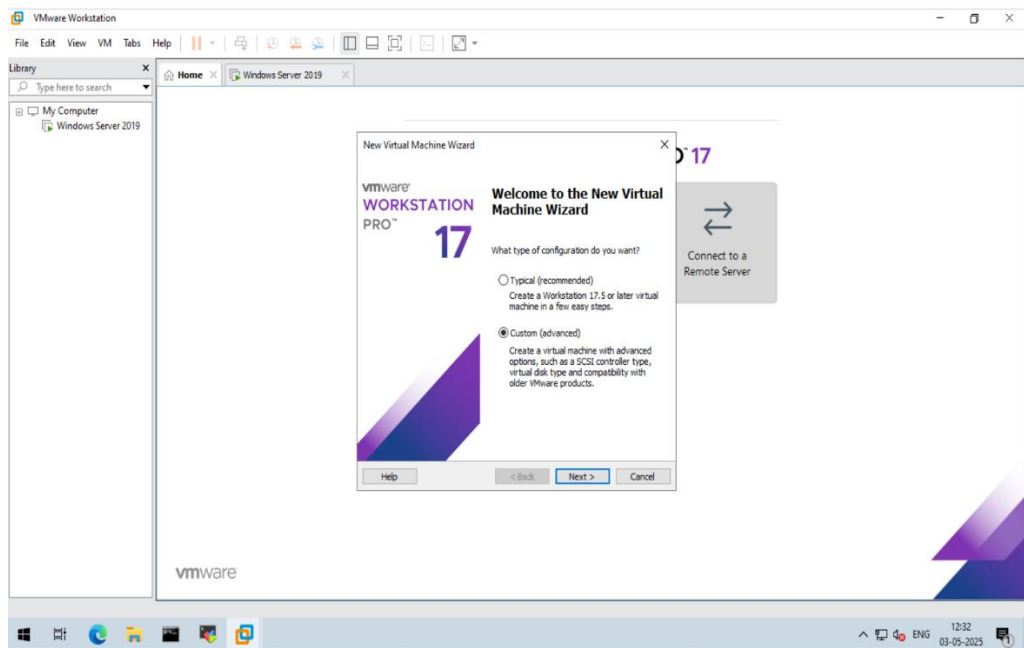 VMware Workstation
File Edit View VM Tabs Help
Library
Type here to search
My Computer
Windows Server 2019
Home
Windows Server 2019
17
Connect to a
Remote Server
New Virtual Machine Wizard
vmware
WORKSTATION
PRO™
17
Welcome to the New Virtual
Machine Wizard
What type of configuration do you want?
Typical (recommended)
Create a Workstation 17.5 or later virtual
machine in a few easy steps.
Custom (advanced)
Create a virtual machine with advanced
options, such as a SCSI controller type,
virtual disk type and compatibility with
older VMware products.
Help
< Back
Next >
Cancel
vmware
ENG
12:32
03-05-2025
1